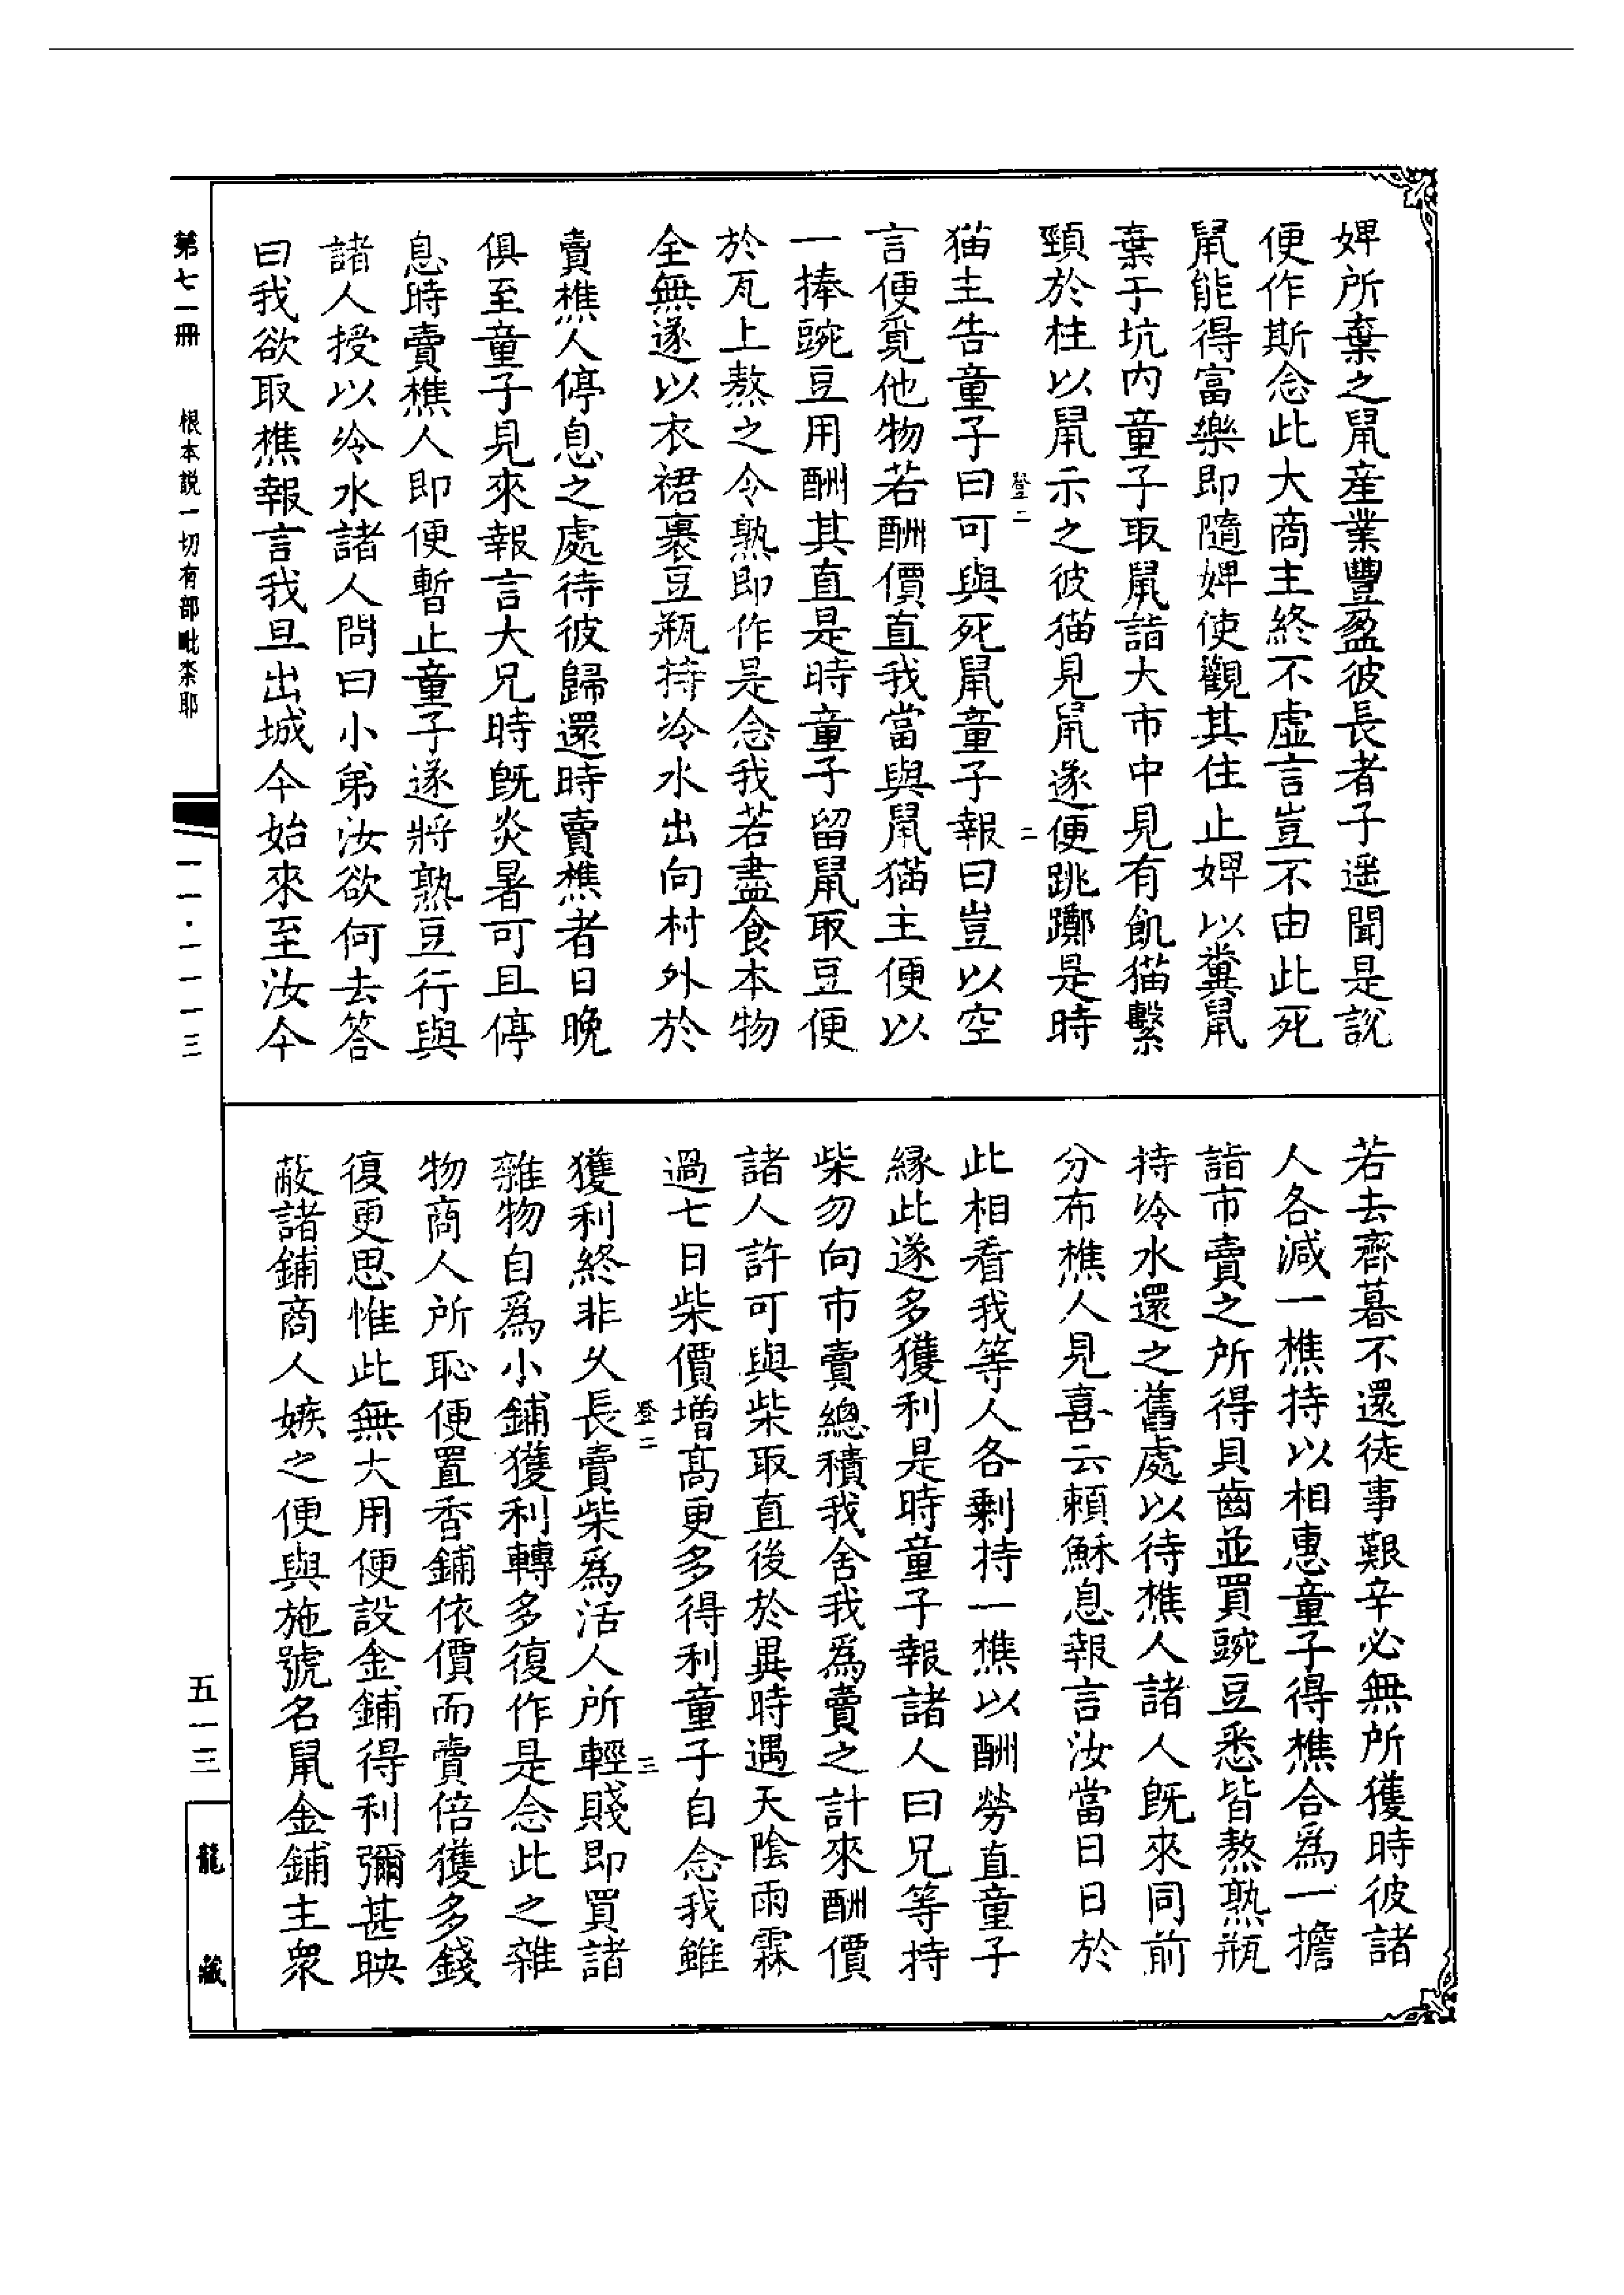 婢所棄之鼠産業豐盈彼長者子遥聞是說
便作斯念此大商主終不虛言豈不由此死
鼠能得富樂即隨婢使觀其住止婢以糞鼠
棄于坑内童子取鼠詣大市中見有飢猫繫
頸於柱以鼠示之彼猫見鼠遂便跳躑是時
登二
二
猫主告童子曰可與死鼠童子報曰豈以空
言便覓他物若酬價直我當與鼠猫主便以
一捧豌豆用酬其直是時童子留鼠取豆便
於瓦上熬之令熟即作是念我若盡食本物
全無遂以衣裙裹豆瓶持冷水出向村外於
賣樵人停息之處待彼歸還時賣樵者日晚
俱至童子見來報言大兄時既炎暑可且停
息時賣樵人即便暫止童子遂將熟豆行與
諸人授以冷水諸人問曰小弟汝欲何去答
曰我欲取樵報言我旦出城今始來至汝今
若去齊暮不還徒事艱辛必無所獲時彼諸
人各減一樵持以相惠童子得樵合爲一擔
詣市賣之所得貝齒並買豌豆悉皆熬熟瓶
持冷水還之舊處以待樵人諸人既來同前
分布樵人見喜云頼穌息報言汝當日日於
此相看我等人各剩持一樵以酬勞直童子
縁此遂多獲利是時童子報諸人曰兄等持
柴勿向市賣總積我舍我爲賣之計來酬價
諸人許可與柴取直後於異時遇天陰雨霖
過七日柴價増高更多得利童子自念我雖
登二
三
獲利終非久長賣柴爲活人所輕賤即買諸
雜物自爲小鋪獲利轉多復作是念此之雜
物商人所恥便置香鋪依價而賣倍獲多錢
復更思惟此無大用便設金鋪得利彌甚映
蔽諸鋪商人嫉之便與施號名鼠金鋪主衆
第七一冊
根本説一切有部毗柰耶
一一·一一一三
五一三
龍藏